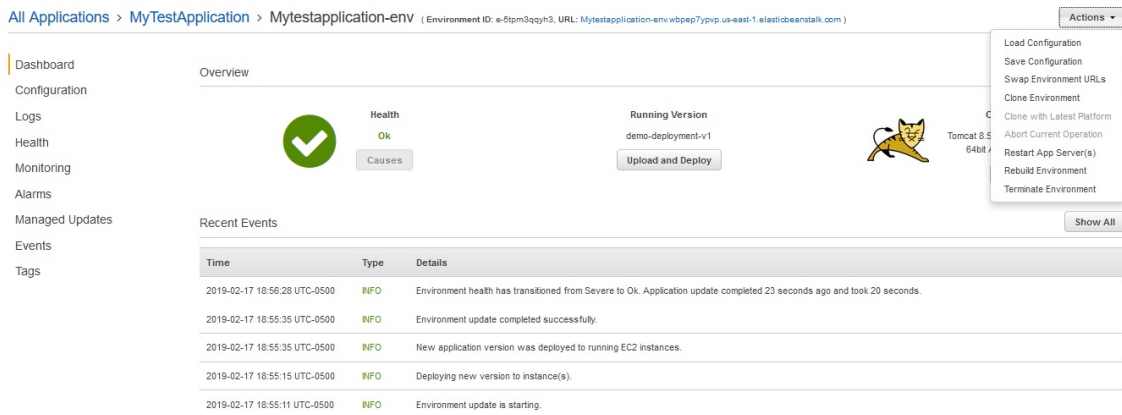 All Applications > MyTestApplication > Mytestapplication-env ( Environment ID: e-5tpm3qqyh3, URL: Mytestapplication-env.wbpep7ypvp.us-east-1.elasticbeanstalk.com )
Actions
Load Configuration
Save Configuration
Swap Environment URLs
Clone Environment
Clone with Latest Platform
Abort Current Operation
Restart App Server(s)
Rebuild Environment
Terminate Environment
Dashboard
Configuration
Logs
Health
Monitoring
Alarms
Managed Updates
Events
Tags
Overview
Health
Ok
Causes
Running Version
demo-deployment-v1
Upload and Deploy
C
Tomcat 8.5
64bit A
Recent Events
Show All
Time Type Details
2019-02-17 18:56:28 UTC-0500 INFO Environment health has transitioned from Severe to Ok. Application update completed 23 seconds ago and took 20 seconds.
2019-02-17 18:55:35 UTC-0500 INFO Environment update completed successfully.
2019-02-17 18:55:35 UTC-0500 INFO New application version was deployed to running EC2 instances.
2019-02-17 18:55:15 UTC-0500 INFO Deploying new version to instance(s).
2019-02-17 18:55:11 UTC-0500 INFO Environment update is starting.